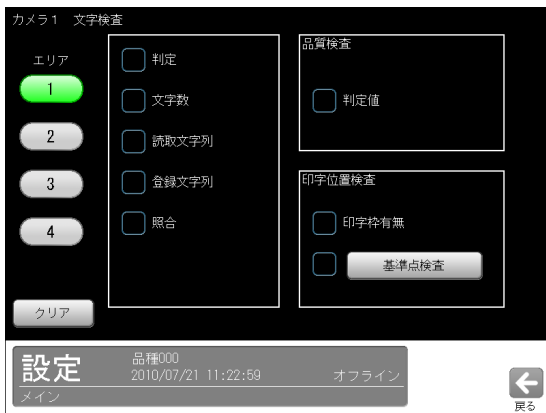 カメラ1 文字検査
エリア
1
2
3
4
クリア
判定
文字数
読取文字列
登録文字列
照合
品質検査
判定値
印字位置検査
印字枠有無
基準点検査
設定
メイン
品種000
2010/07/21 11:22:59
オフライン
戻る